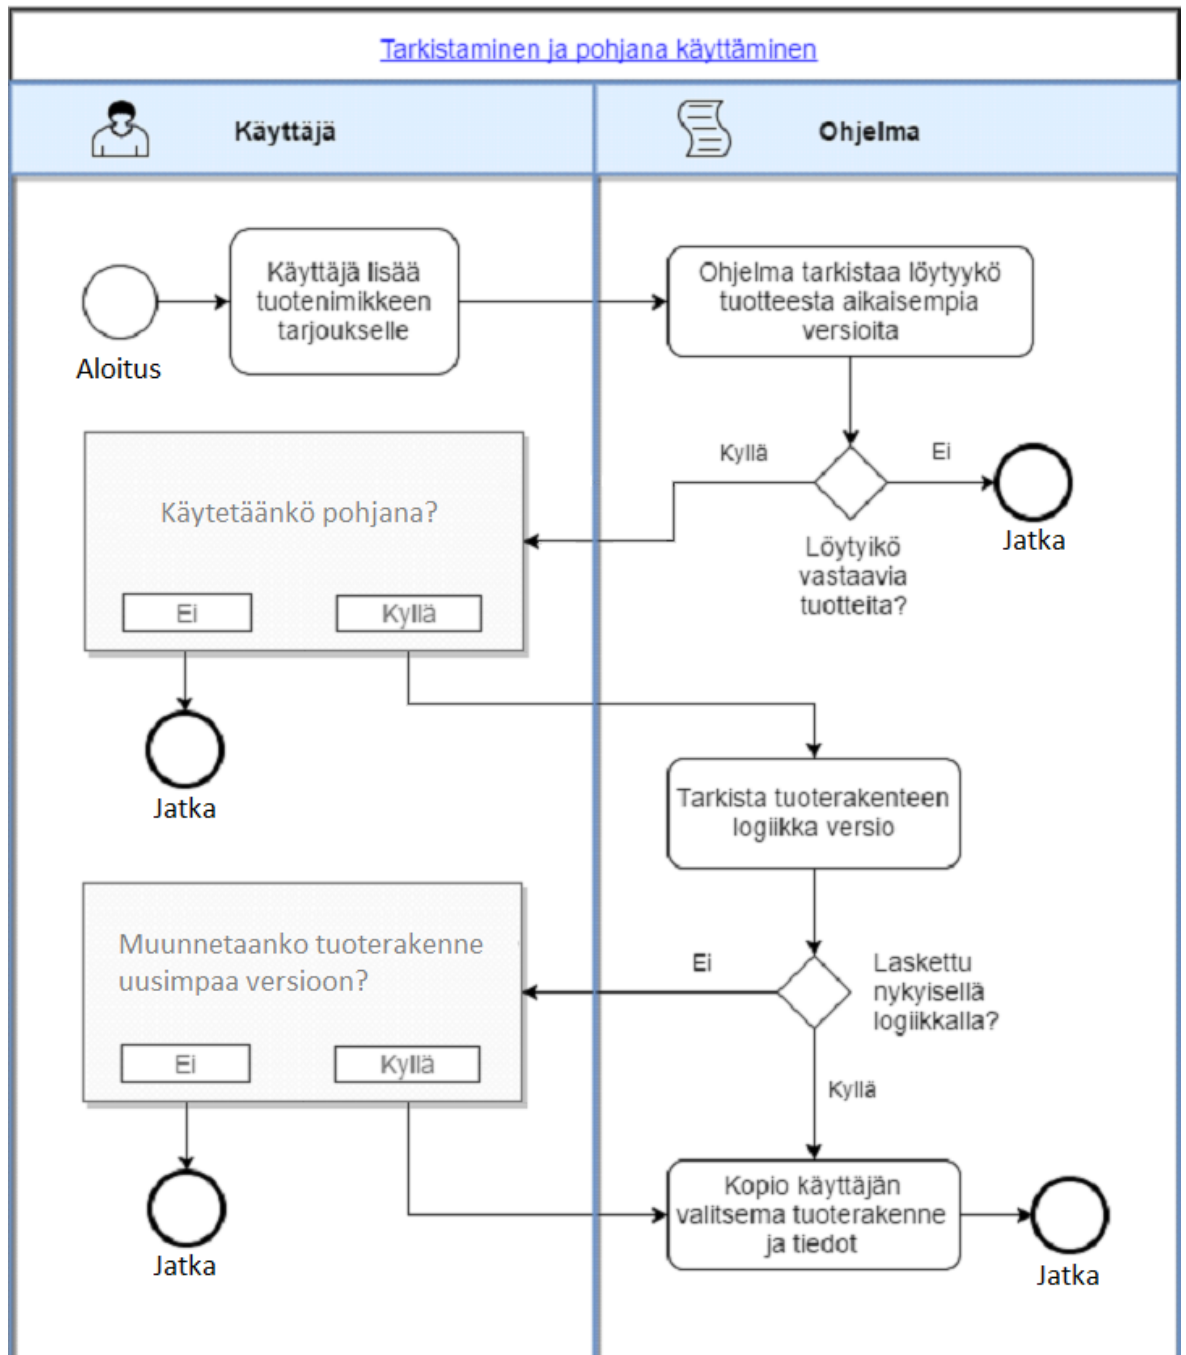 Tarkistaminen ja pohjana käyttäminen
Käyttäjä
Ohjelma
Käyttäjä lisää
tuotenimikkeen
tarjoukselle
Ohjelma tarkistaa löytyykö
tuotteesta aikaisempia
versioita
Aloitus
Kyllä
Ei
Jatka
Löytyikö
vastaavia
tuotteita?
Käytetäänkö pohjana?
Ei
Kyllä
Jatka
Tarkista tuoterakenteen
logiikka versio
Ei
Laskettu
nykyisellä
logiikkalla?
Muunnetaanko tuoterakenne
uusimpaa versioon?
Ei
Kyllä
Kyllä
Jatka
Kopio käyttäjän
valitsema tuoterakenne
ja tiedot
Jatka